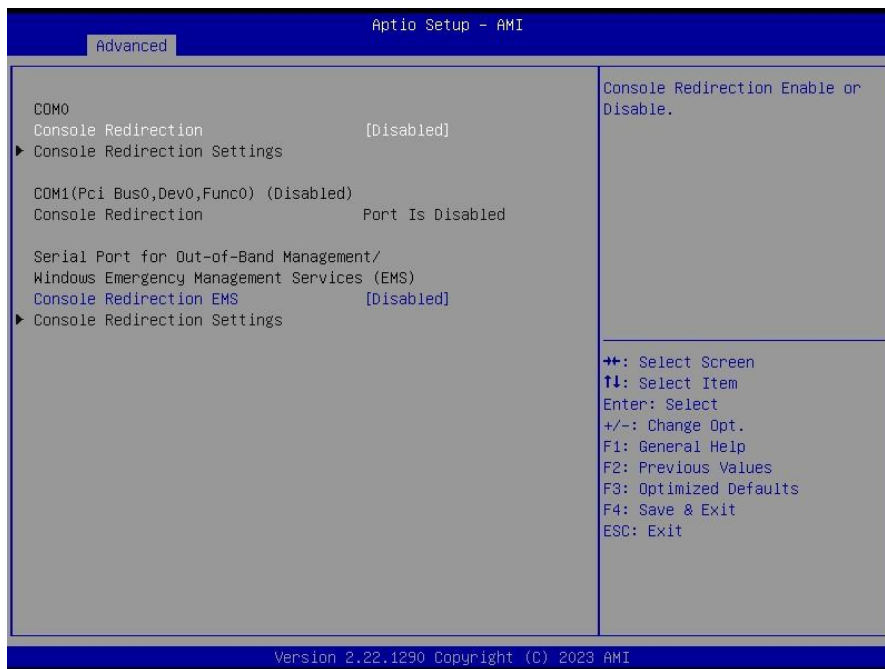 Aptio Setup – AMI
Advanced
COM0
Console Redirection [Disabled]
▶ Console Redirection Settings
COM1(Pci Bus0,Dev0,Func0) (Disabled)
Console Redirection Port Is Disabled
Serial Port for Out-of-Band Management/
Windows Emergency Management Services (EMS)
Console Redirection EMS [Disabled]
▶ Console Redirection Settings
Console Redirection Enable or
Disable.
→←: Select Screen
↑↓: Select Item
Enter: Select
+/-: Change Opt.
F1: General Help
F2: Previous Values
F3: Optimized Defaults
F4: Save & Exit
ESC: Exit
Version 2.22.1290 Copyright (C) 2023 AMI